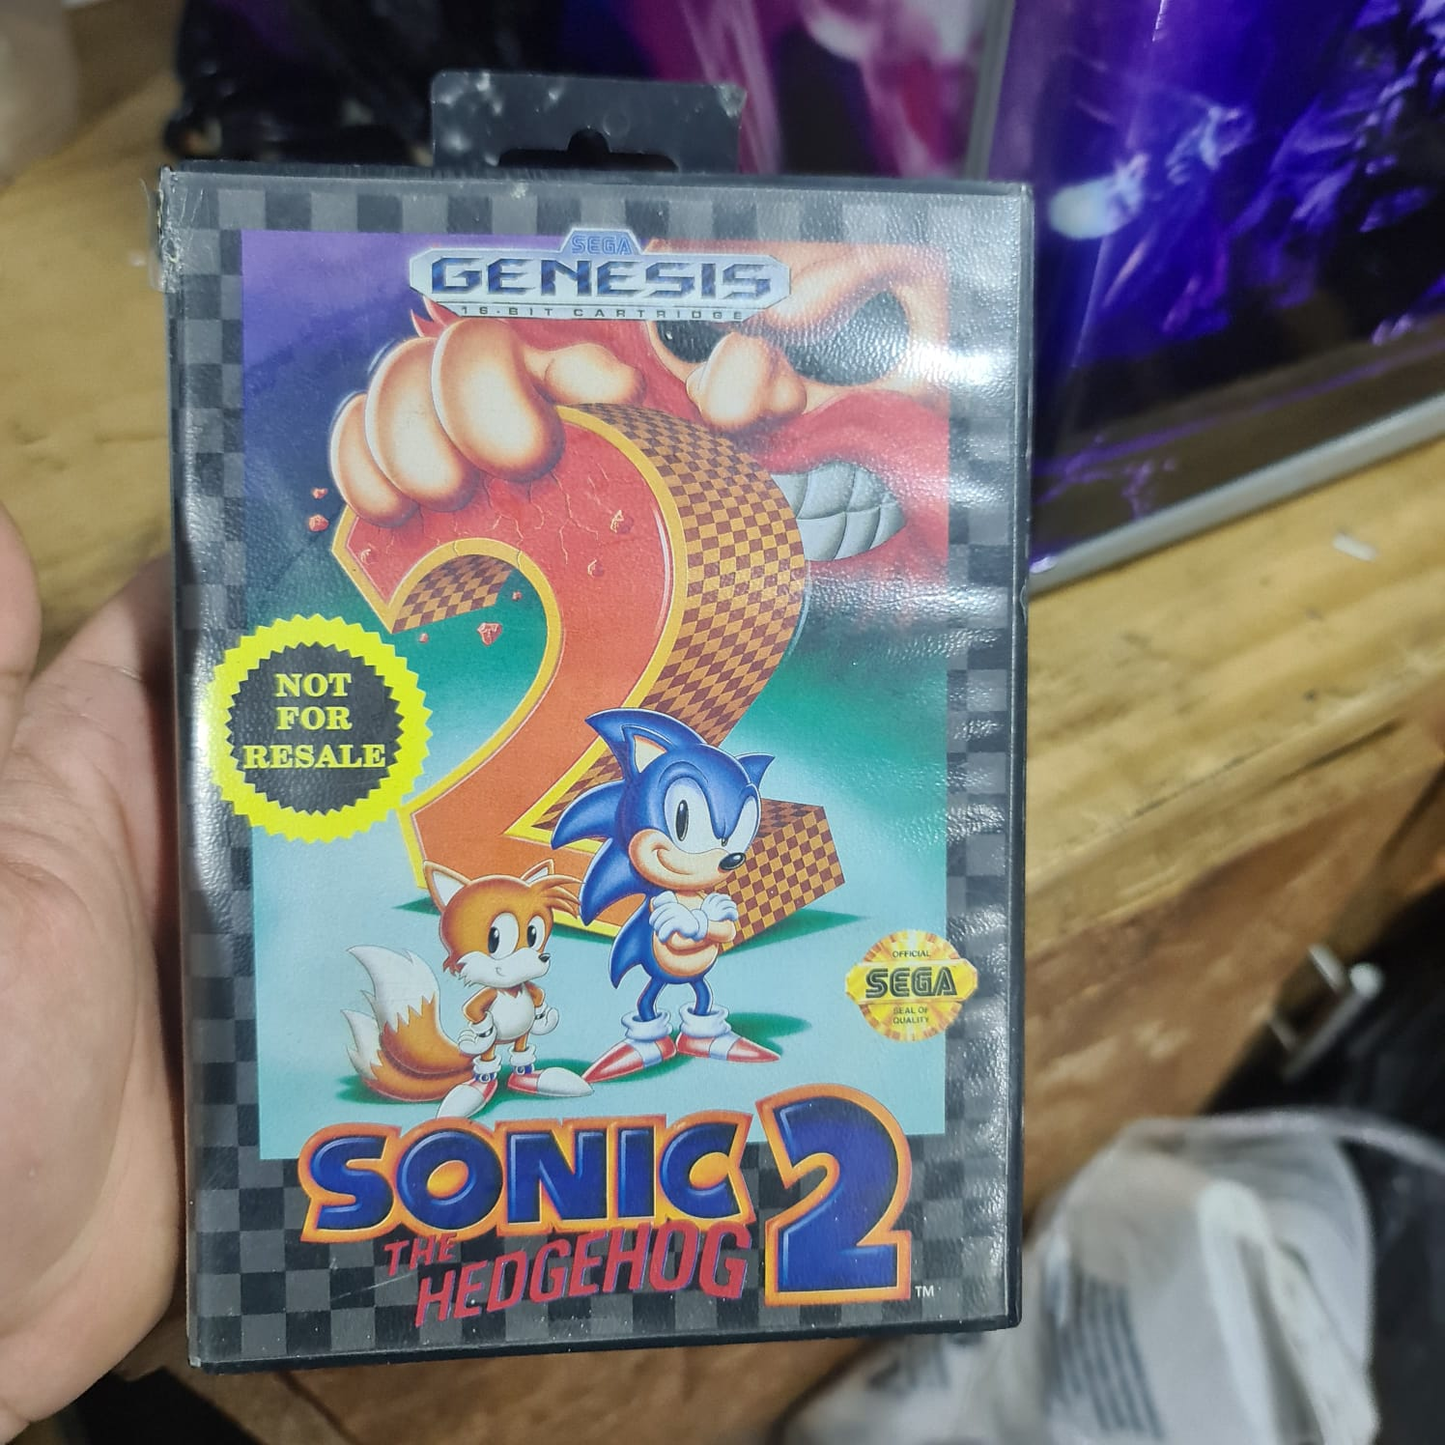 SEGA
GENESIS
16-BIT CARTRIDGE
NOT
FOR
RESALE
OFFICIAL
SEGA
SEAL OF
QUALITY
SONIC 2
THE
HEDGEHOG
TM